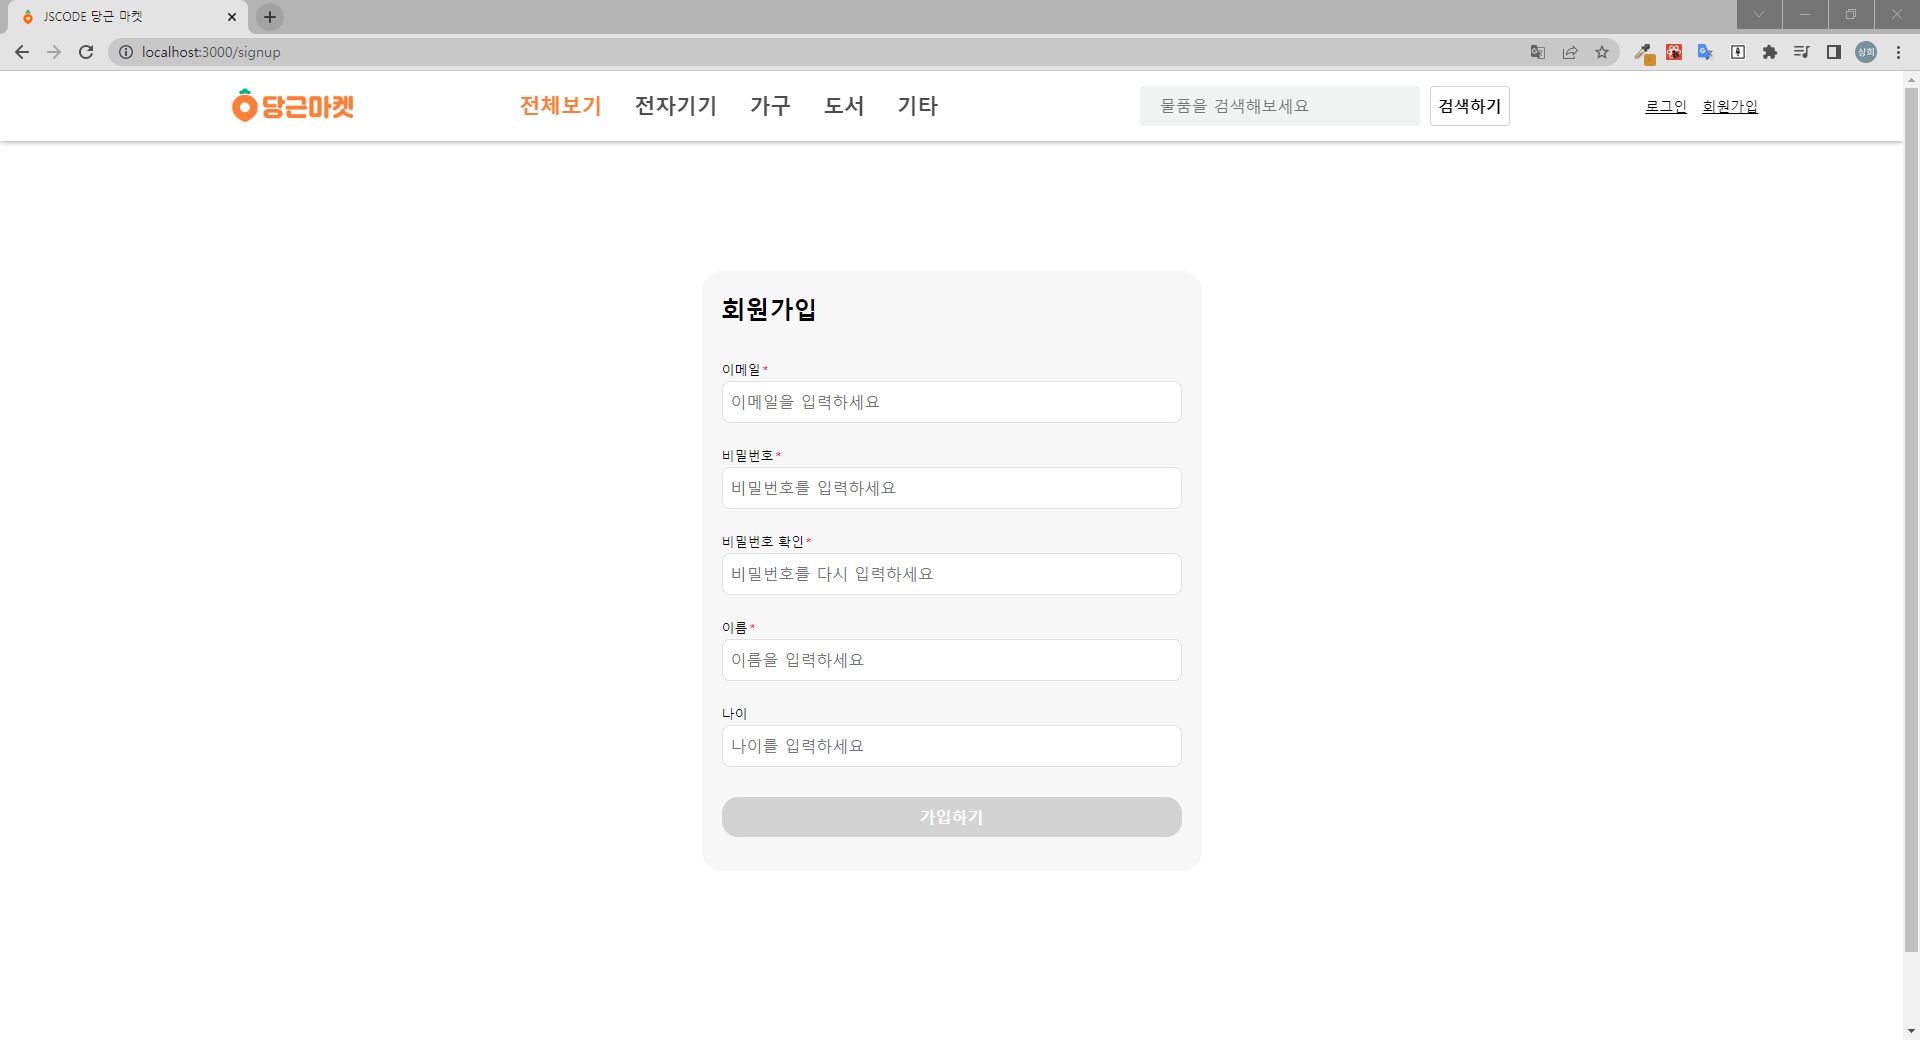 JSCODE 당근 마켓
localhost:3000/signup
상희
당근마켓
전체보기 전자기기 가구 도서 기타
물품을 검색해보세요 검색하기
로그인 회원가입
회원가입
이메일*
이메일을 입력하세요
비밀번호*
비밀번호를 입력하세요
비밀번호 확인*
비밀번호를 다시 입력하세요
이름*
이름을 입력하세요
나이
나이를 입력하세요
가입하기